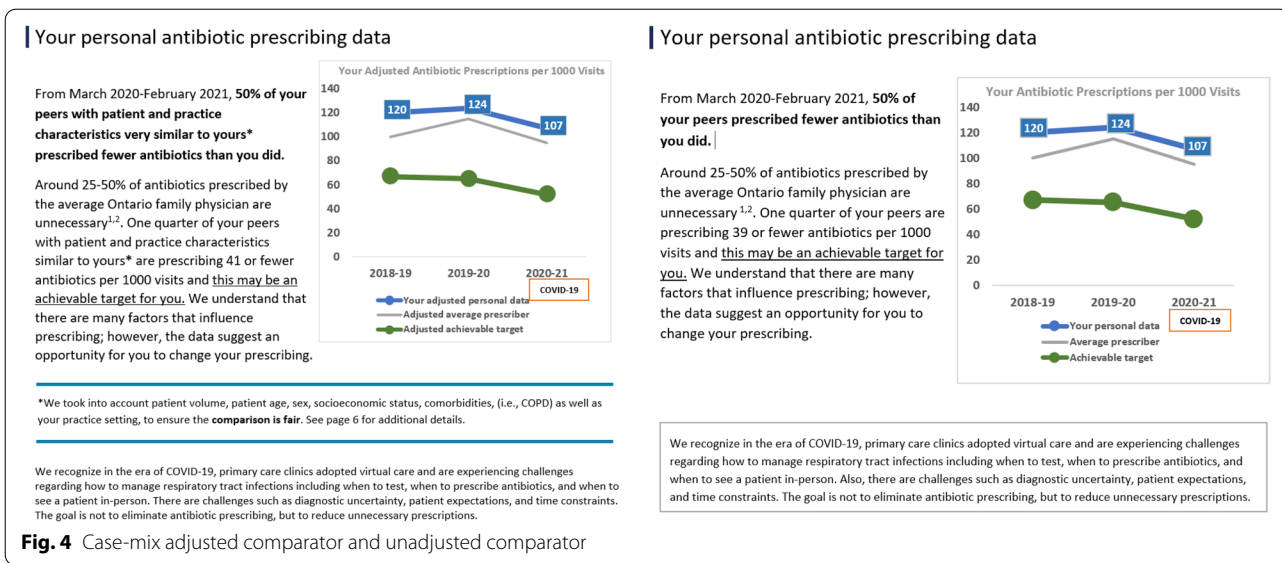 Your personal antibiotic prescribing data
From March 2020-February 2021, 50% of your
peers with patient and practice
characteristics very similar to yours*
prescribed fewer antibiotics than you did.
Around 25-50% of antibiotics prescribed by
the average Ontario family physician are
unnecessary1,2. One quarter of your peers
with patient and practice characteristics
similar to yours* are prescribing 41 or fewer
antibiotics per 1000 visits and this may be an
achievable target for you. We understand that
there are many factors that influence
prescribing; however, the data suggest an
opportunity for you to change your prescribing.
Your Adjusted Antibiotic Prescriptions per 1000 Visits
140
120
100
80
60
40
20
0
120
124
107
2018-19
2019-20
2020-21
COVID-19
Your adjusted personal data
Adjusted average prescriber
Adjusted achievable target
*We took into account patient volume, patient age, sex, socioeconomic status, comorbidities, (i.e., COPD) as well as
your practice setting, to ensure the comparison is fair. See page 6 for additional details.
We recognize in the era of COVID-19, primary care clinics adopted virtual care and are experiencing challenges
regarding how to manage respiratory tract infections including when to test, when to prescribe antibiotics, and when to
see a patient in-person. There are challenges such as diagnostic uncertainty, patient expectations, and time constraints.
The goal is not to eliminate antibiotic prescribing, but to reduce unnecessary prescriptions.
Your personal antibiotic prescribing data
From March 2020-February 2021, 50% of
your peers prescribed fewer antibiotics than
you did.
Around 25-50% of antibiotics prescribed by
the average Ontario family physician are
unnecessary 1,2. One quarter of your peers are
prescribing 39 or fewer antibiotics per 1000
visits and this may be an achievable target for
you. We understand that there are many
factors that influence prescribing; however,
the data suggest an opportunity for you to
change your prescribing.
Your Antibiotic Prescriptions per 1000 Visits
140
120
100
80
60
40
20
0
120
124
107
2018-19
2019-20
2020-21
COVID-19
Your personal data
Average prescriber
Achievable target
We recognize in the era of COVID-19, primary care clinics adopted virtual care and are experiencing challenges
regarding how to manage respiratory tract infections including when to test, when to prescribe antibiotics, and
when to see a patient in-person. Also, there are challenges such as diagnostic uncertainty, patient expectations,
and time constraints. The goal is not to eliminate antibiotic prescribing, but to reduce unnecessary prescriptions.
Fig. 4 Case-mix adjusted comparator and unadjusted comparator